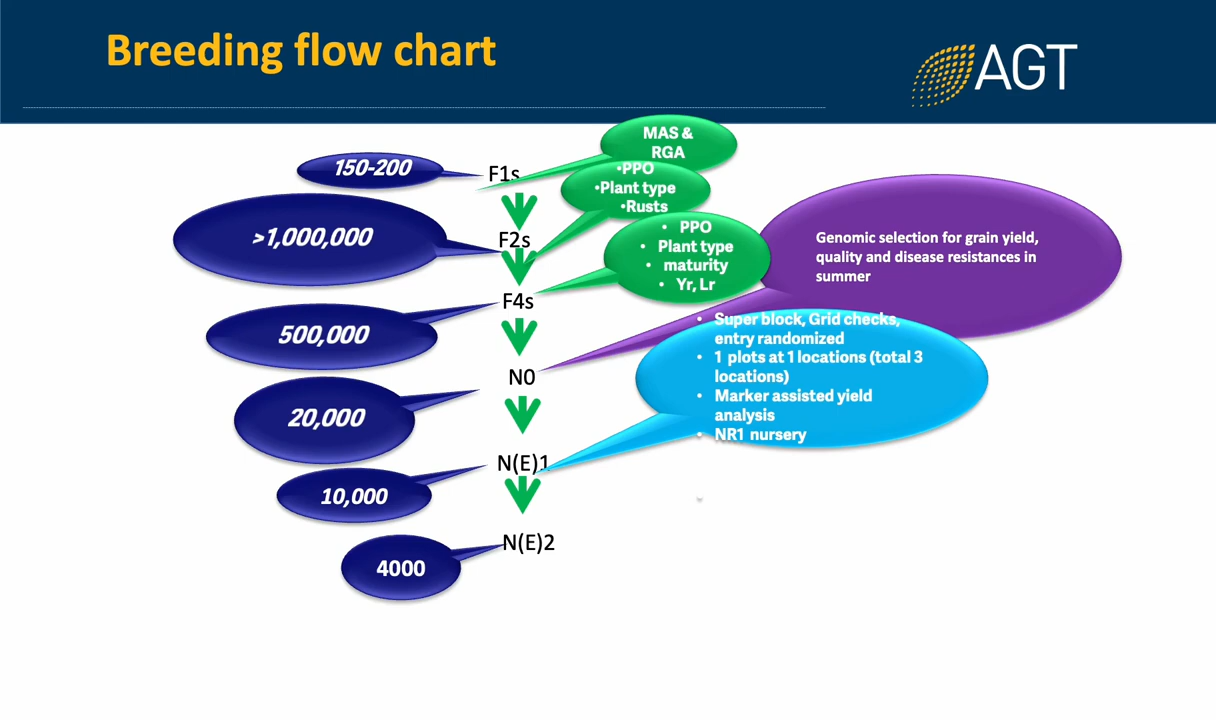 Breeding flow chart
AGT
MAS &
RGA
150-200
F1s
•PPO
•Plant type
•Rusts
>1,000,000
F2s
• PPO
• Plant type
• maturity
• Yr, Lr
Genomic selection for grain yield,
quality and disease resistances in
summer
F4s
500,000
• Super block, Grid checks,
entry randomized
• 1 plots at 1 locations (total 3
locations)
• Marker assisted yield
analysis
• NR1 nursery
N0
20,000
N(E)1
10,000
N(E)2
4000